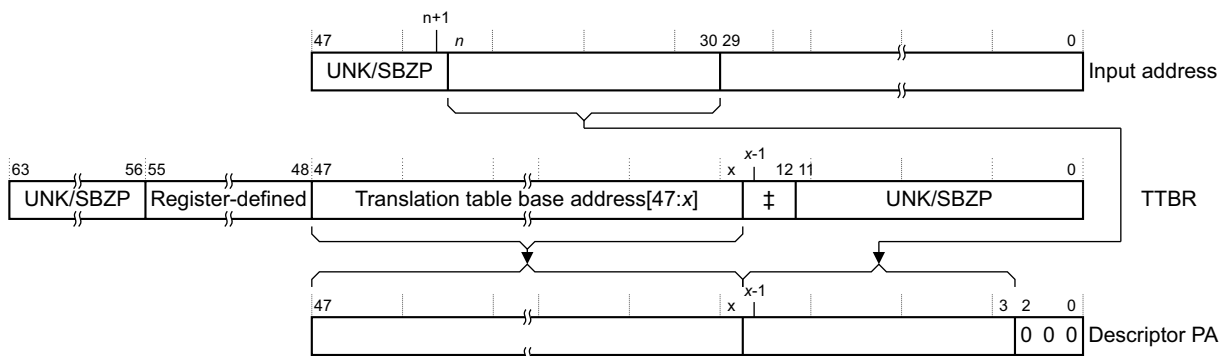 n+1
47 n 30 29 0
UNK/SBZP Input address
x-1
63 56 55 48 47 x 12 11 0
UNK/SBZP Register-defined Translation table base address[47:x] ‡ UNK/SBZP TTBR
x-1
47 x 3 2 0
0 0 0 Descriptor PA